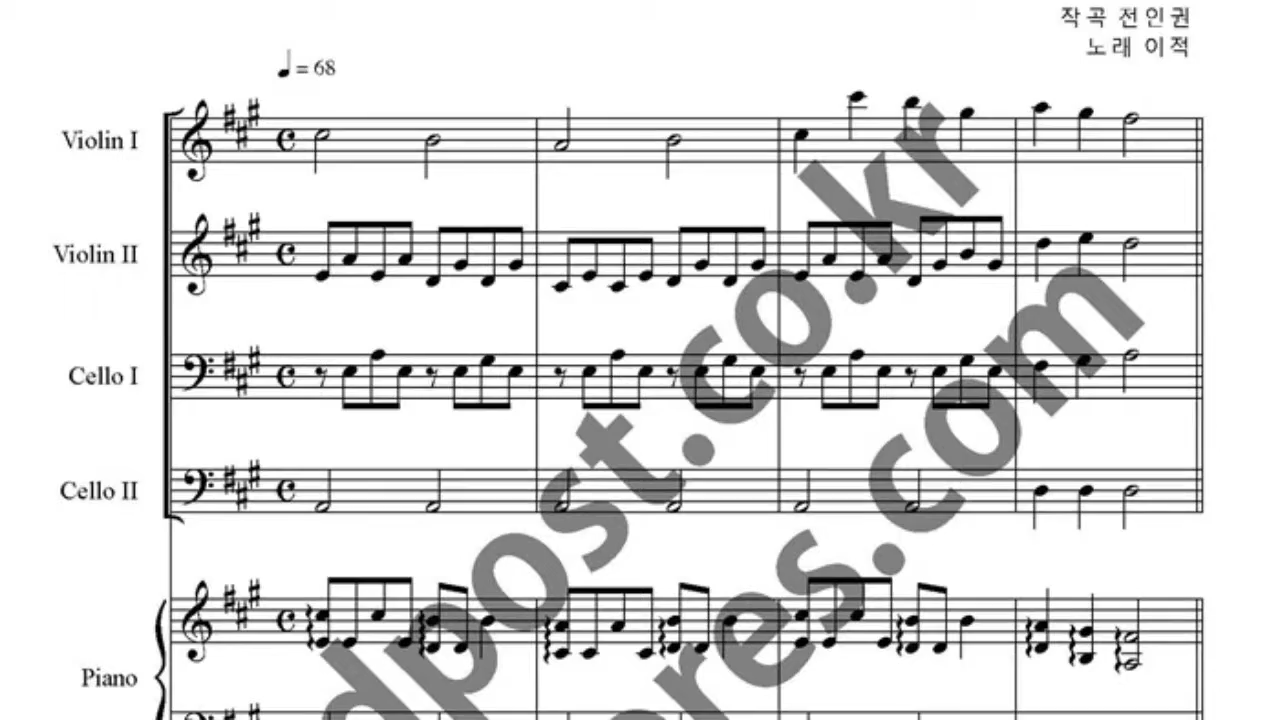 작곡 전인권
노래 이적
♩ = 68
Violin I
Violin II
Cello I
Cello II
Piano
dpost.co.kr
res.com